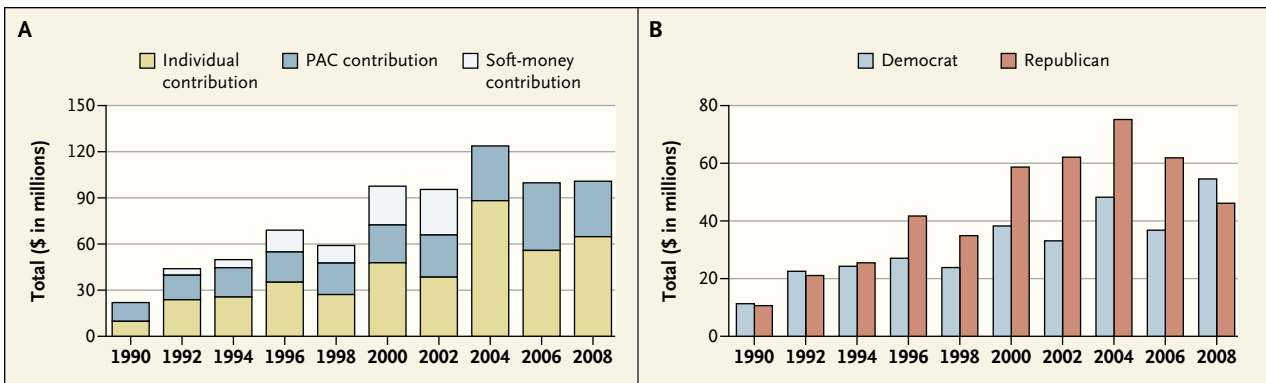 A
Individual contribution
PAC contribution
Soft-money contribution
Total ($ in millions)
150
120
90
60
30
0
1990 1992 1994 1996 1998 2000 2002 2004 2006 2008
B
Democrat
Republican
Total ($ in millions)
80
60
40
20
0
1990 1992 1994 1996 1998 2000 2002 2004 2006 2008